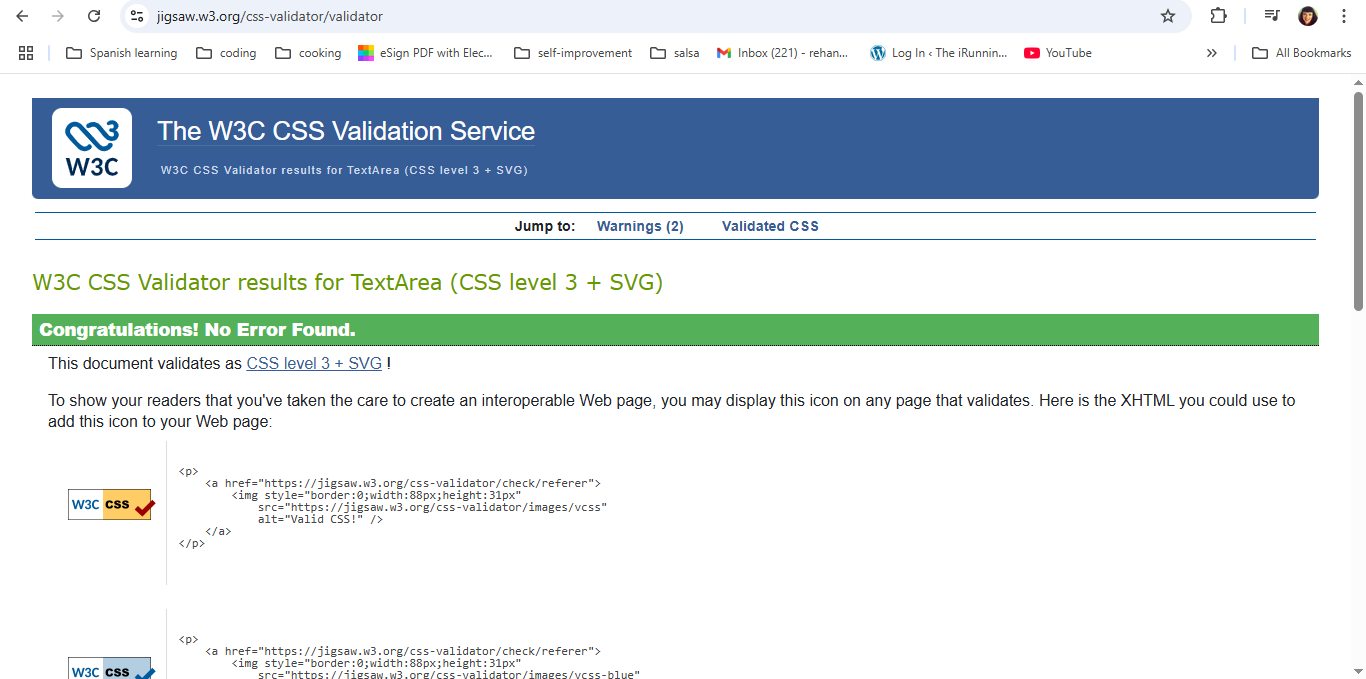 jigsaw.w3.org/css-validator/validator
Spanish learning coding cooking eSign PDF with Elec... self-improvement salsa Inbox (221) - rehan... Log In ‹ The iRunnin... YouTube » All Bookmarks
W3C
The W3C CSS Validation Service
W3C CSS Validator results for TextArea (CSS level 3 + SVG)
Jump to: Warnings (2) Validated CSS
W3C CSS Validator results for TextArea (CSS level 3 + SVG)
Congratulations! No Error Found.
This document validates as CSS level 3 + SVG !
To show your readers that you've taken the care to create an interoperable Web page, you may display this icon on any page that validates. Here is the XHTML you could use to
add this icon to your Web page:
W3C CSS
<p>
    <a href="https://jigsaw.w3.org/css-validator/check/referer">
        <img style="border:0;width:88px;height:31px"
            src="https://jigsaw.w3.org/css-validator/images/vcss"
            alt="Valid CSS!" />
    </a>
</p>
W3C CSS
<p>
    <a href="https://jigsaw.w3.org/css-validator/check/referer">
        <img style="border:0;width:88px;height:31px"
            src="https://jigsaw.w3.org/css-validator/images/vcss-blue"